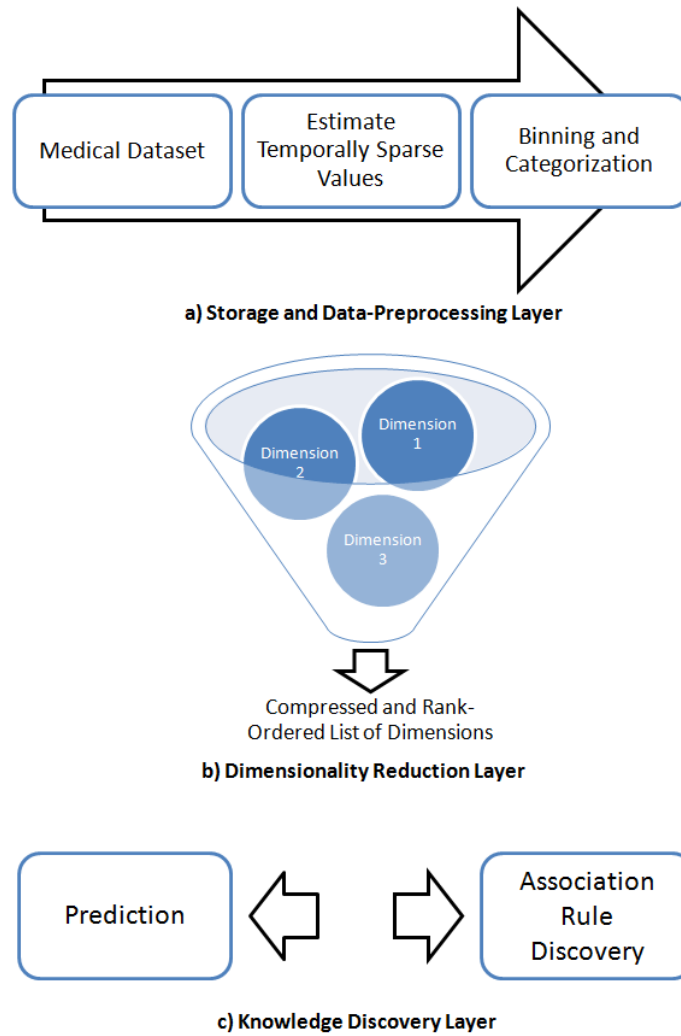 Medical Dataset
Estimate
Temporally Sparse
Values
Binning and
Categorization
a) Storage and Data-Preprocessing Layer
Dimension
1
Dimension
2
Dimension
3
Compressed and Rank-
Ordered List of Dimensions
b) Dimensionality Reduction Layer
Prediction
Association
Rule
Discovery
c) Knowledge Discovery Layer